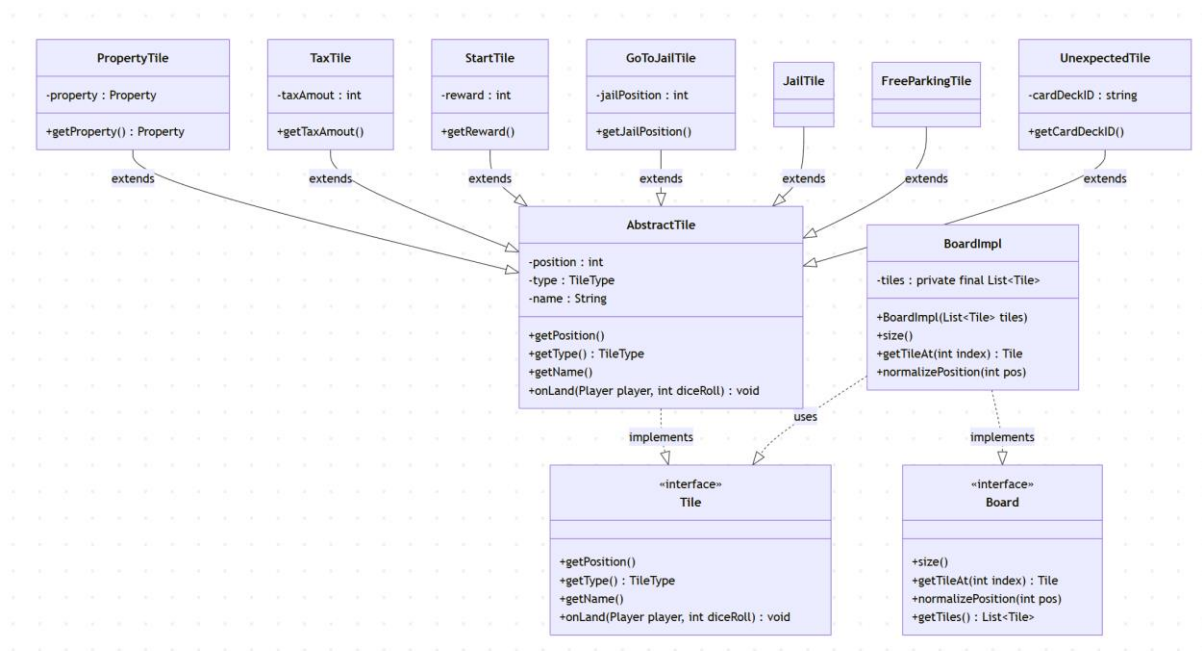 PropertyTile
-property : Property
+getProperty() : Property
TaxTile
-taxAmout : int
+getTaxAmout()
StartTile
-reward : int
+getReward()
GoToJailTile
-jailPosition : int
+getJailPosition()
JailTile
FreeParkingTile
UnexpectedTile
-cardDeckID : string
+getCardDeckID()
extends
extends
extends
extends
extends
extends
extends
AbstractTile
-position : int
-type : TileType
-name : String
+getPosition()
+getType() : TileType
+getName()
+onLand(Player player, int diceRoll) : void
BoardImpl
-tiles : private final List<Tile>
+BoardImpl(List<Tile> tiles)
+size()
+getTileAt(int index) : Tile
+normalizePosition(int pos)
uses
implements
implements
«interface»
Tile
+getPosition()
+getType() : TileType
+getName()
+onLand(Player player, int diceRoll) : void
«interface»
Board
+size()
+getTileAt(int index) : Tile
+normalizePosition(int pos)
+getTiles() : List<Tile>